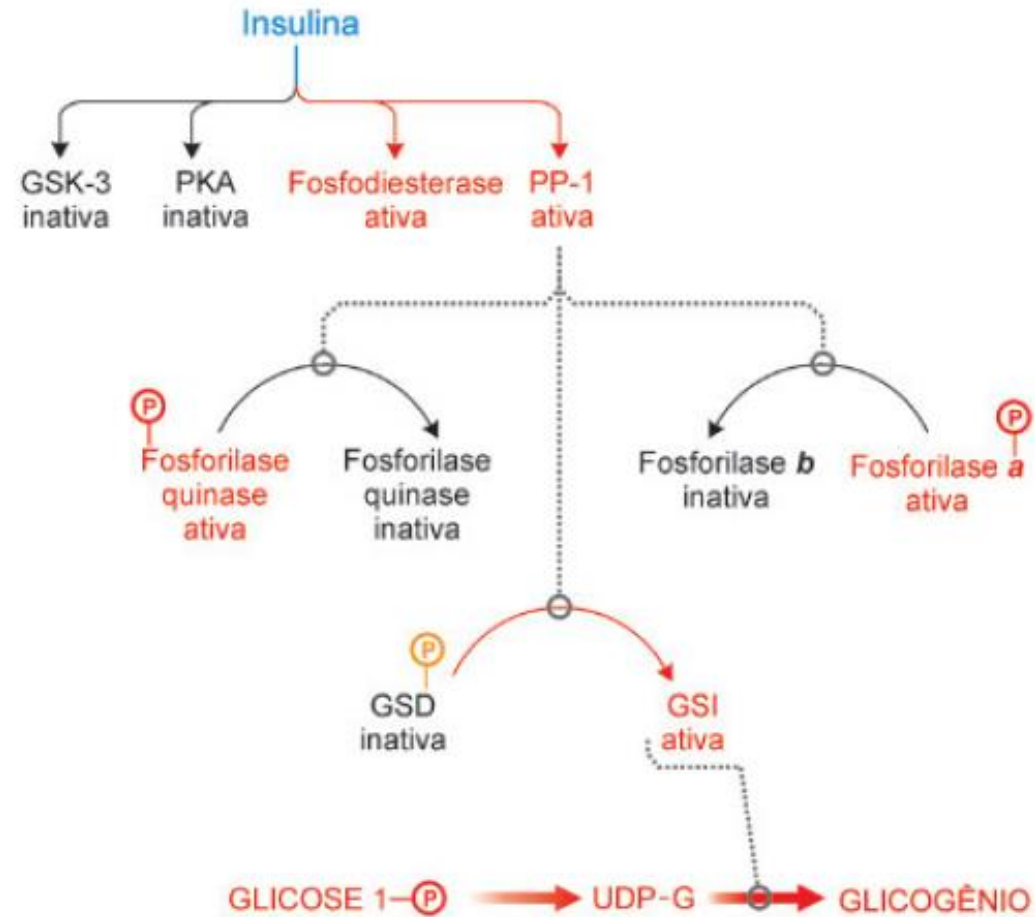 Insulina
GSK-3 PKA Fosfodiesterase PP-1
inativa inativa ativa ativa
P P
Fosforilase Fosforilase Fosforilase b Fosforilase a
quinase quinase inativa ativa
ativa inativa
P
GSD GSI
inativa ativa
GLICOSE 1-P UDP-G GLICOGÊNIO